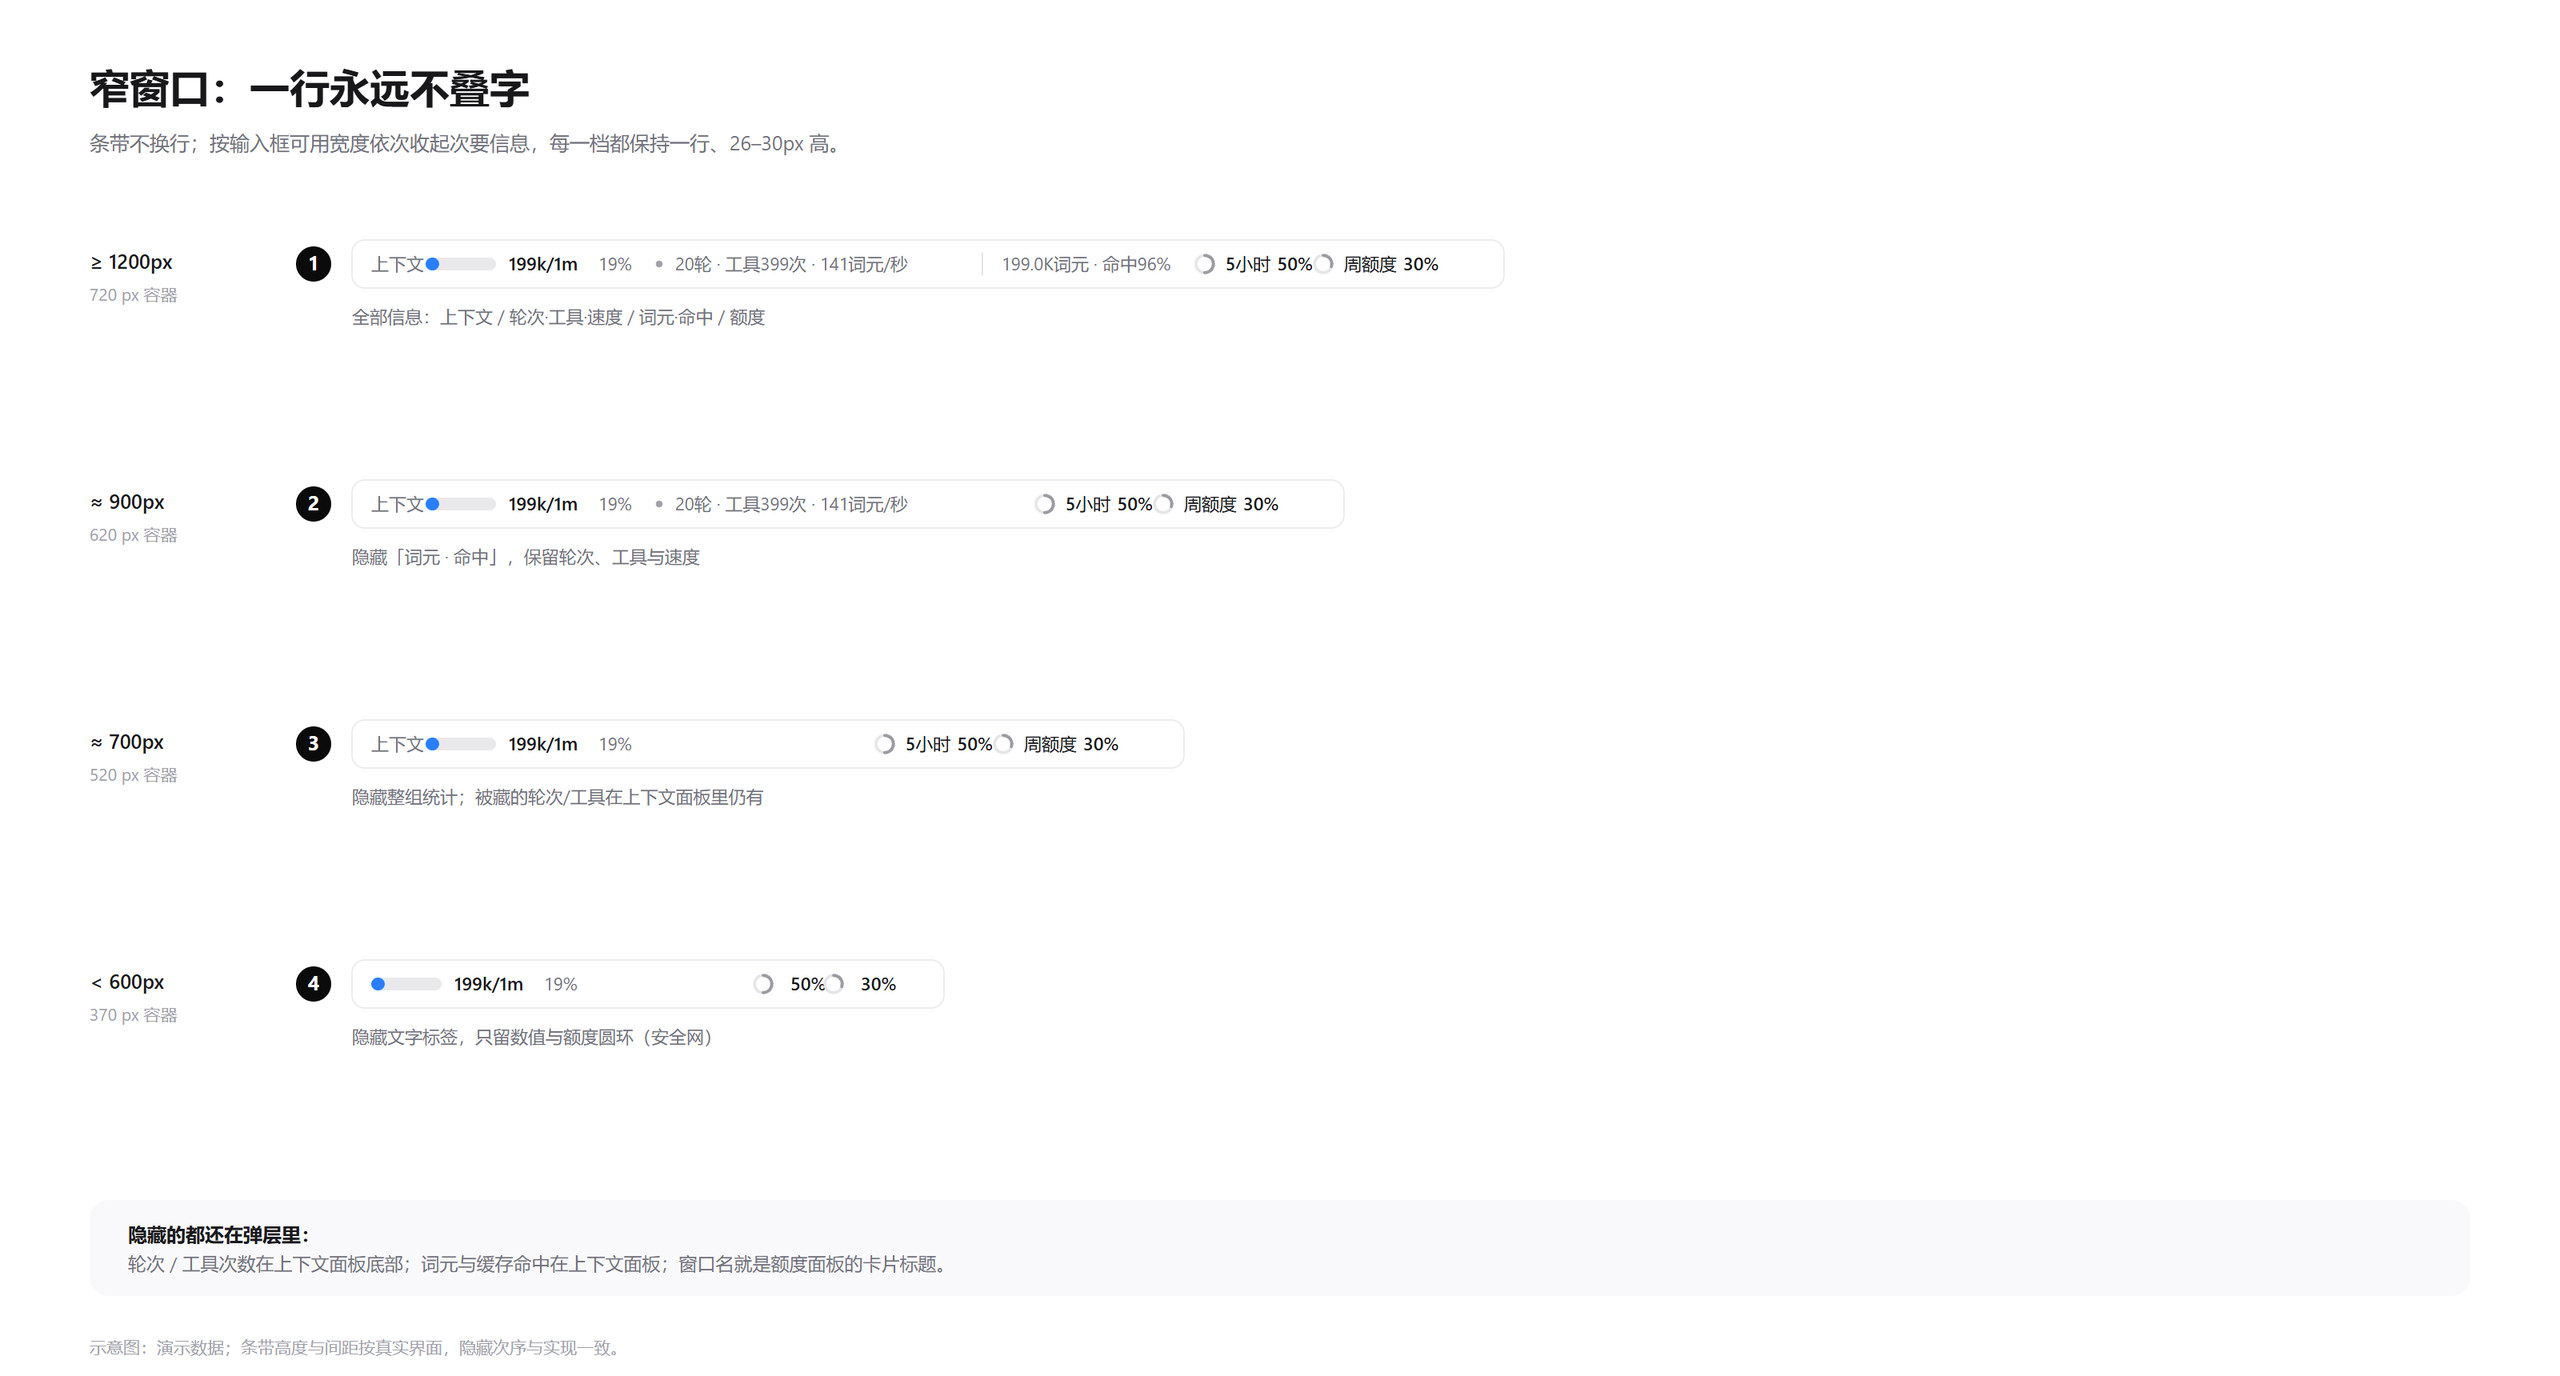 窄窗口：一行永远不叠字
条带不换行；按输入框可用宽度依次收起次要信息，每一档都保持一行、26–30px 高。
≥ 1200px
720 px 容器
1
上下文 199k/1m 19% • 20轮 · 工具399次 · 141词元/秒 199.0K词元 · 命中96% 5小时 50% 周额度 30%
全部信息：上下文 / 轮次·工具·速度 / 词元·命中 / 额度
≈ 900px
620 px 容器
2
上下文 199k/1m 19% • 20轮 · 工具399次 · 141词元/秒 5小时 50% 周额度 30%
隐藏「词元 · 命中」，保留轮次、工具与速度
≈ 700px
520 px 容器
3
上下文 199k/1m 19% 5小时 50% 周额度 30%
隐藏整组统计；被藏的轮次/工具在上下文面板里仍有
< 600px
370 px 容器
4
199k/1m 19% 50% 30%
隐藏文字标签，只留数值与额度圆环（安全网）
隐藏的都还在弹层里：
轮次 / 工具次数在上下文面板底部；词元与缓存命中在上下文面板；窗口名就是额度面板的卡片标题。
示意图：演示数据；条带高度与间距按真实界面，隐藏次序与实现一致。